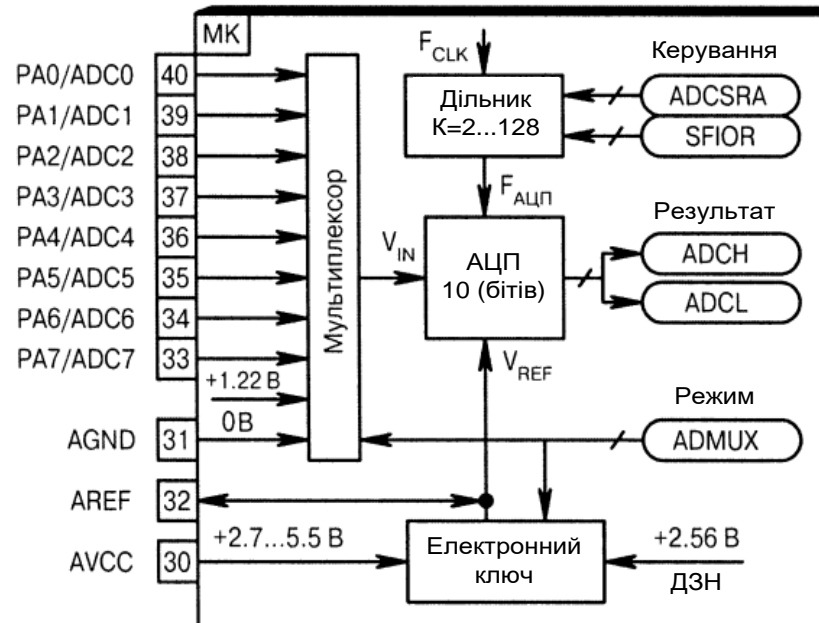 МК
PA0/ADC0 40
PA1/ADC1 39
PA2/ADC2 38
PA3/ADC3 37
PA4/ADC4 36
PA5/ADC5 35
PA6/ADC6 34
PA7/ADC7 33
+1.22 В
0В
AGND 31
AREF 32
AVCC 30
+2.7...5.5 В
Мультиплексор
F_CLK
Дільник
К=2...128
Керування
ADCSRA
SFIOR
F_АЦП
V_IN
АЦП
10 (бітів)
Результат
ADCH
ADCL
V_REF
Режим
ADMUX
Електронний
ключ
+2.56 В
ДЗН